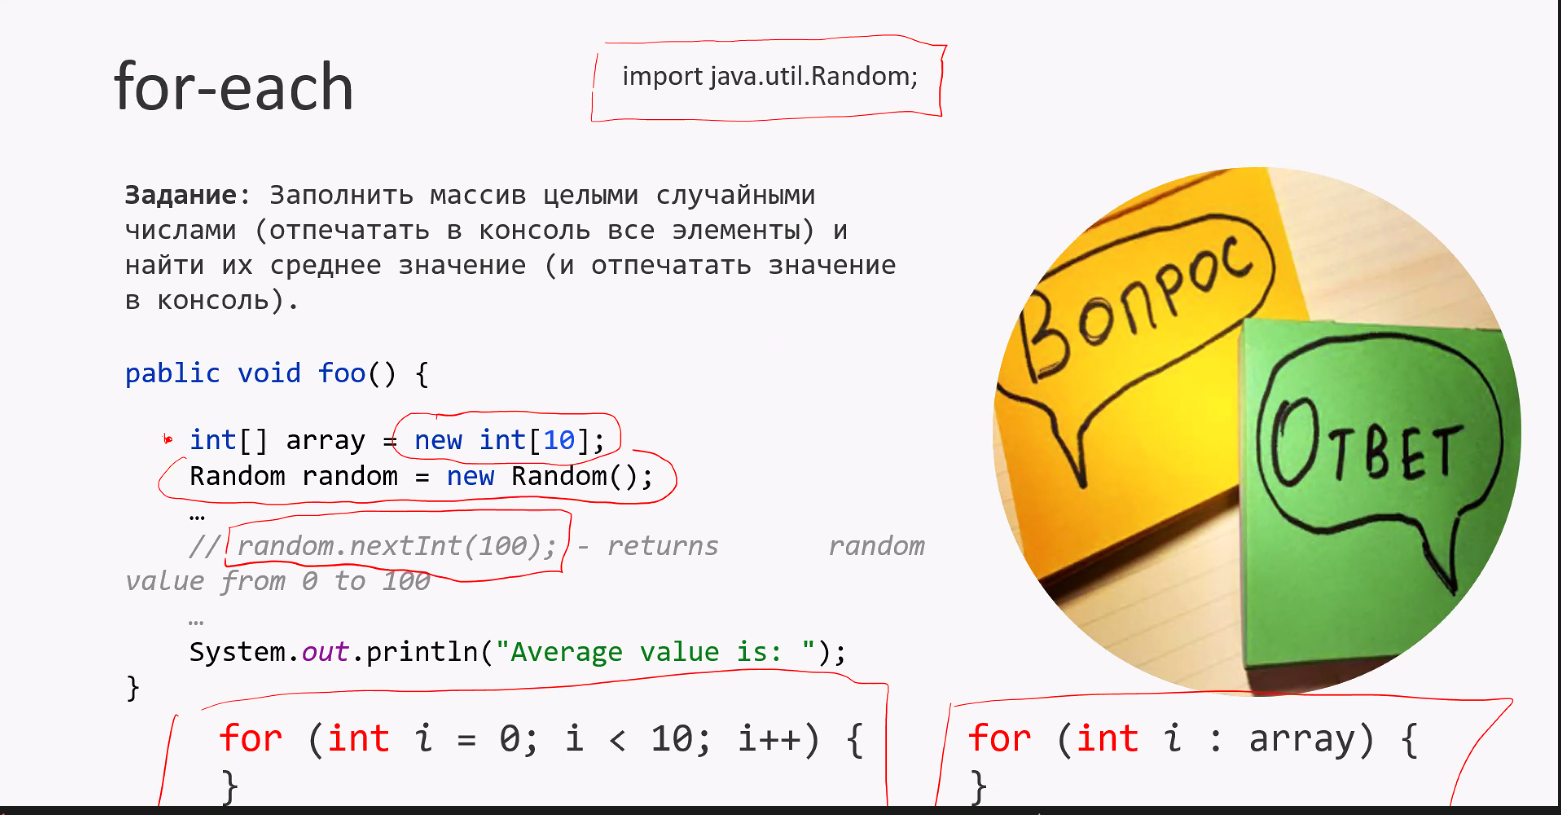 for-each
import java.util.Random;
Задание: Заполнить массив целыми случайными
числами (отпечатать в консоль все элементы) и
найти их среднее значение (и отпечатать значение
в консоль).
public void foo() {
int[] array = new int[10];
Random random = new Random();
…
// random.nextInt(100); - returns random
value from 0 to 100
…
System.out.println("Average value is: ");
}
for (int i = 0; i < 10; i++) {
}
for (int i : array) {
}
Вопрос
Ответ